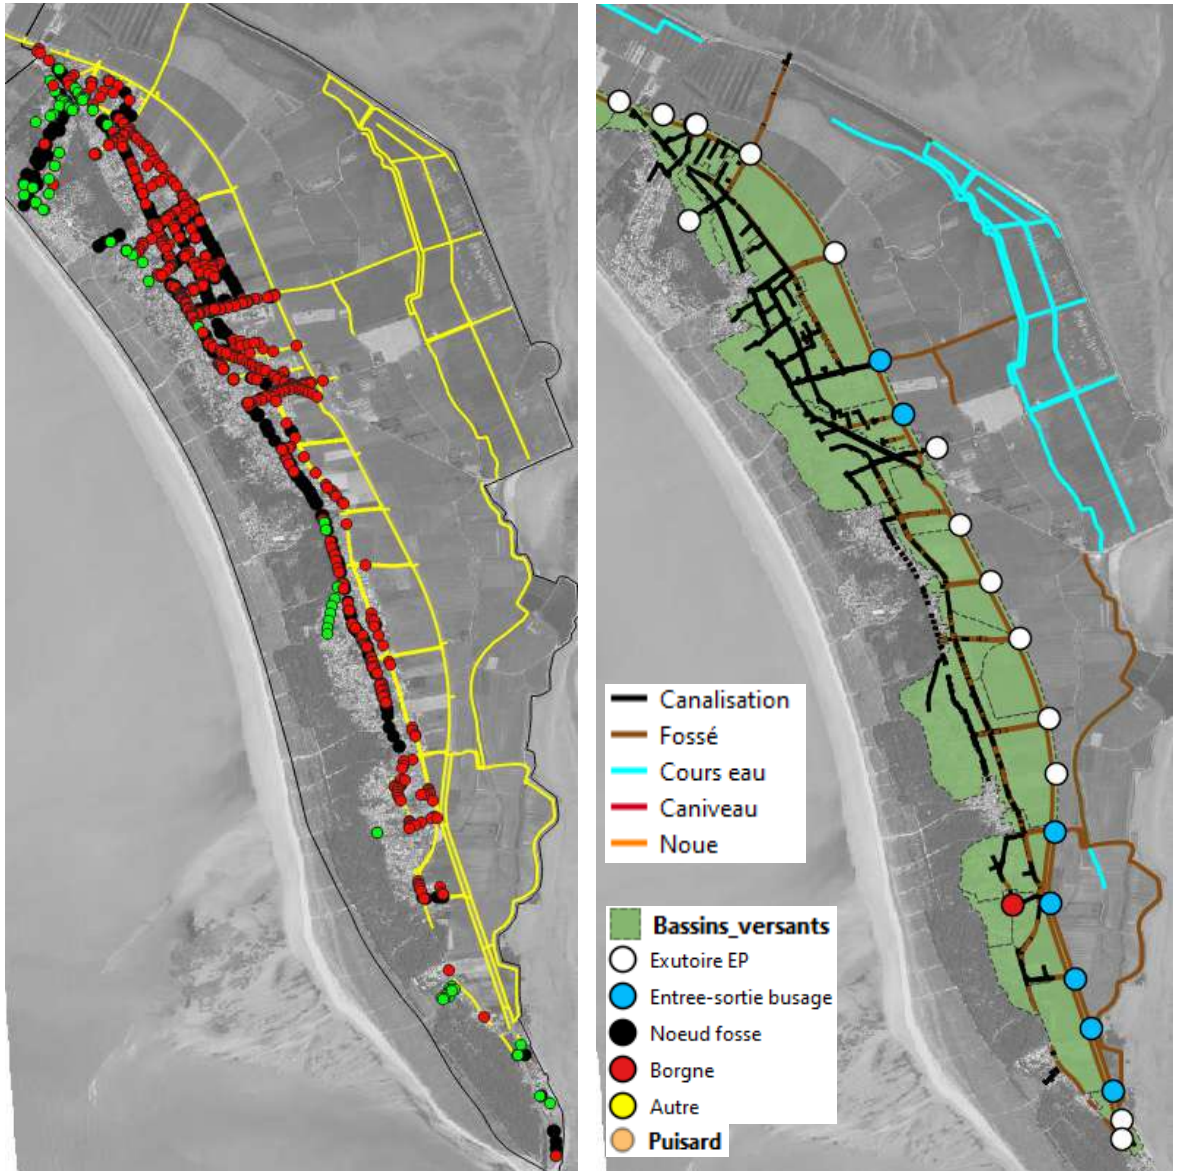 Canalisation
Fossé
Cours eau
Caniveau
Noue
Bassins_versants
Exutoire EP
Entree-sortie busage
Noeud fosse
Borgne
Autre
Puisard